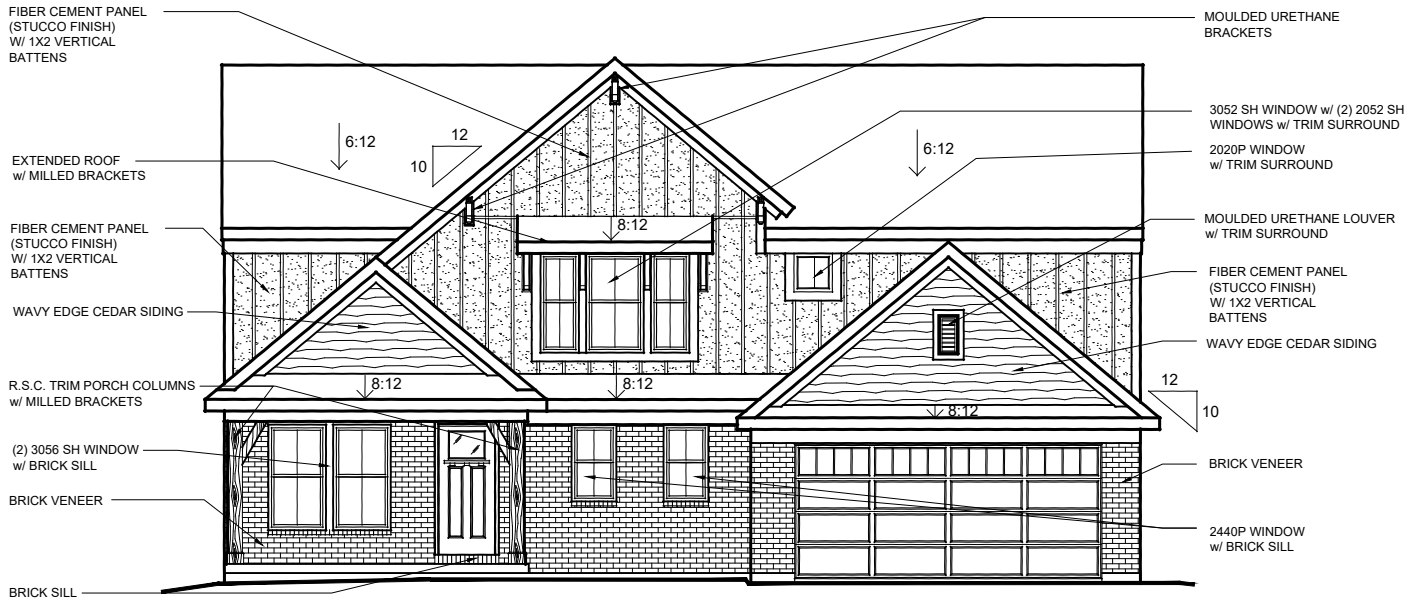 FIBER CEMENT PANEL
(STUCCO FINISH)
W/ 1X2 VERTICAL
BATTENS
MOULDED URETHANE
BRACKETS
3052 SH WINDOW w/ (2) 2052 SH
WINDOWS w/ TRIM SURROUND
2020P WINDOW
w/ TRIM SURROUND
6:12
12
10
6:12
EXTENDED ROOF
w/ MILLED BRACKETS
MOULDED URETHANE LOUVER
w/ TRIM SURROUND
8:12
FIBER CEMENT PANEL
(STUCCO FINISH)
W/ 1X2 VERTICAL
BATTENS
FIBER CEMENT PANEL
(STUCCO FINISH)
W/ 1X2 VERTICAL
BATTENS
WAVY EDGE CEDAR SIDING
WAVY EDGE CEDAR SIDING
R.S.C. TRIM PORCH COLUMNS
w/ MILLED BRACKETS
8:12
8:12
8:12
12
10
(2) 3056 SH WINDOW
w/ BRICK SILL
BRICK VENEER
BRICK VENEER
2440P WINDOW
w/ BRICK SILL
BRICK SILL